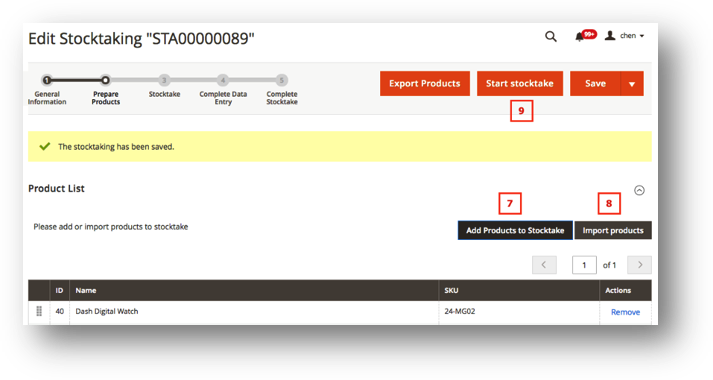 Edit Stocktaking "STA00000089"
99+
chen
1
3
4
5
General
Information
Prepare
Products
Stocktake
Complete Data
Entry
Complete
Stocktake
Export Products
Start stocktake
Save
9
The stocktaking has been saved.
Product List
7
8
Please add or import products to stocktake
Add Products to Stocktake
Import products
1 of 1
ID Name SKU Actions
40 Dash Digital Watch 24-MG02 Remove